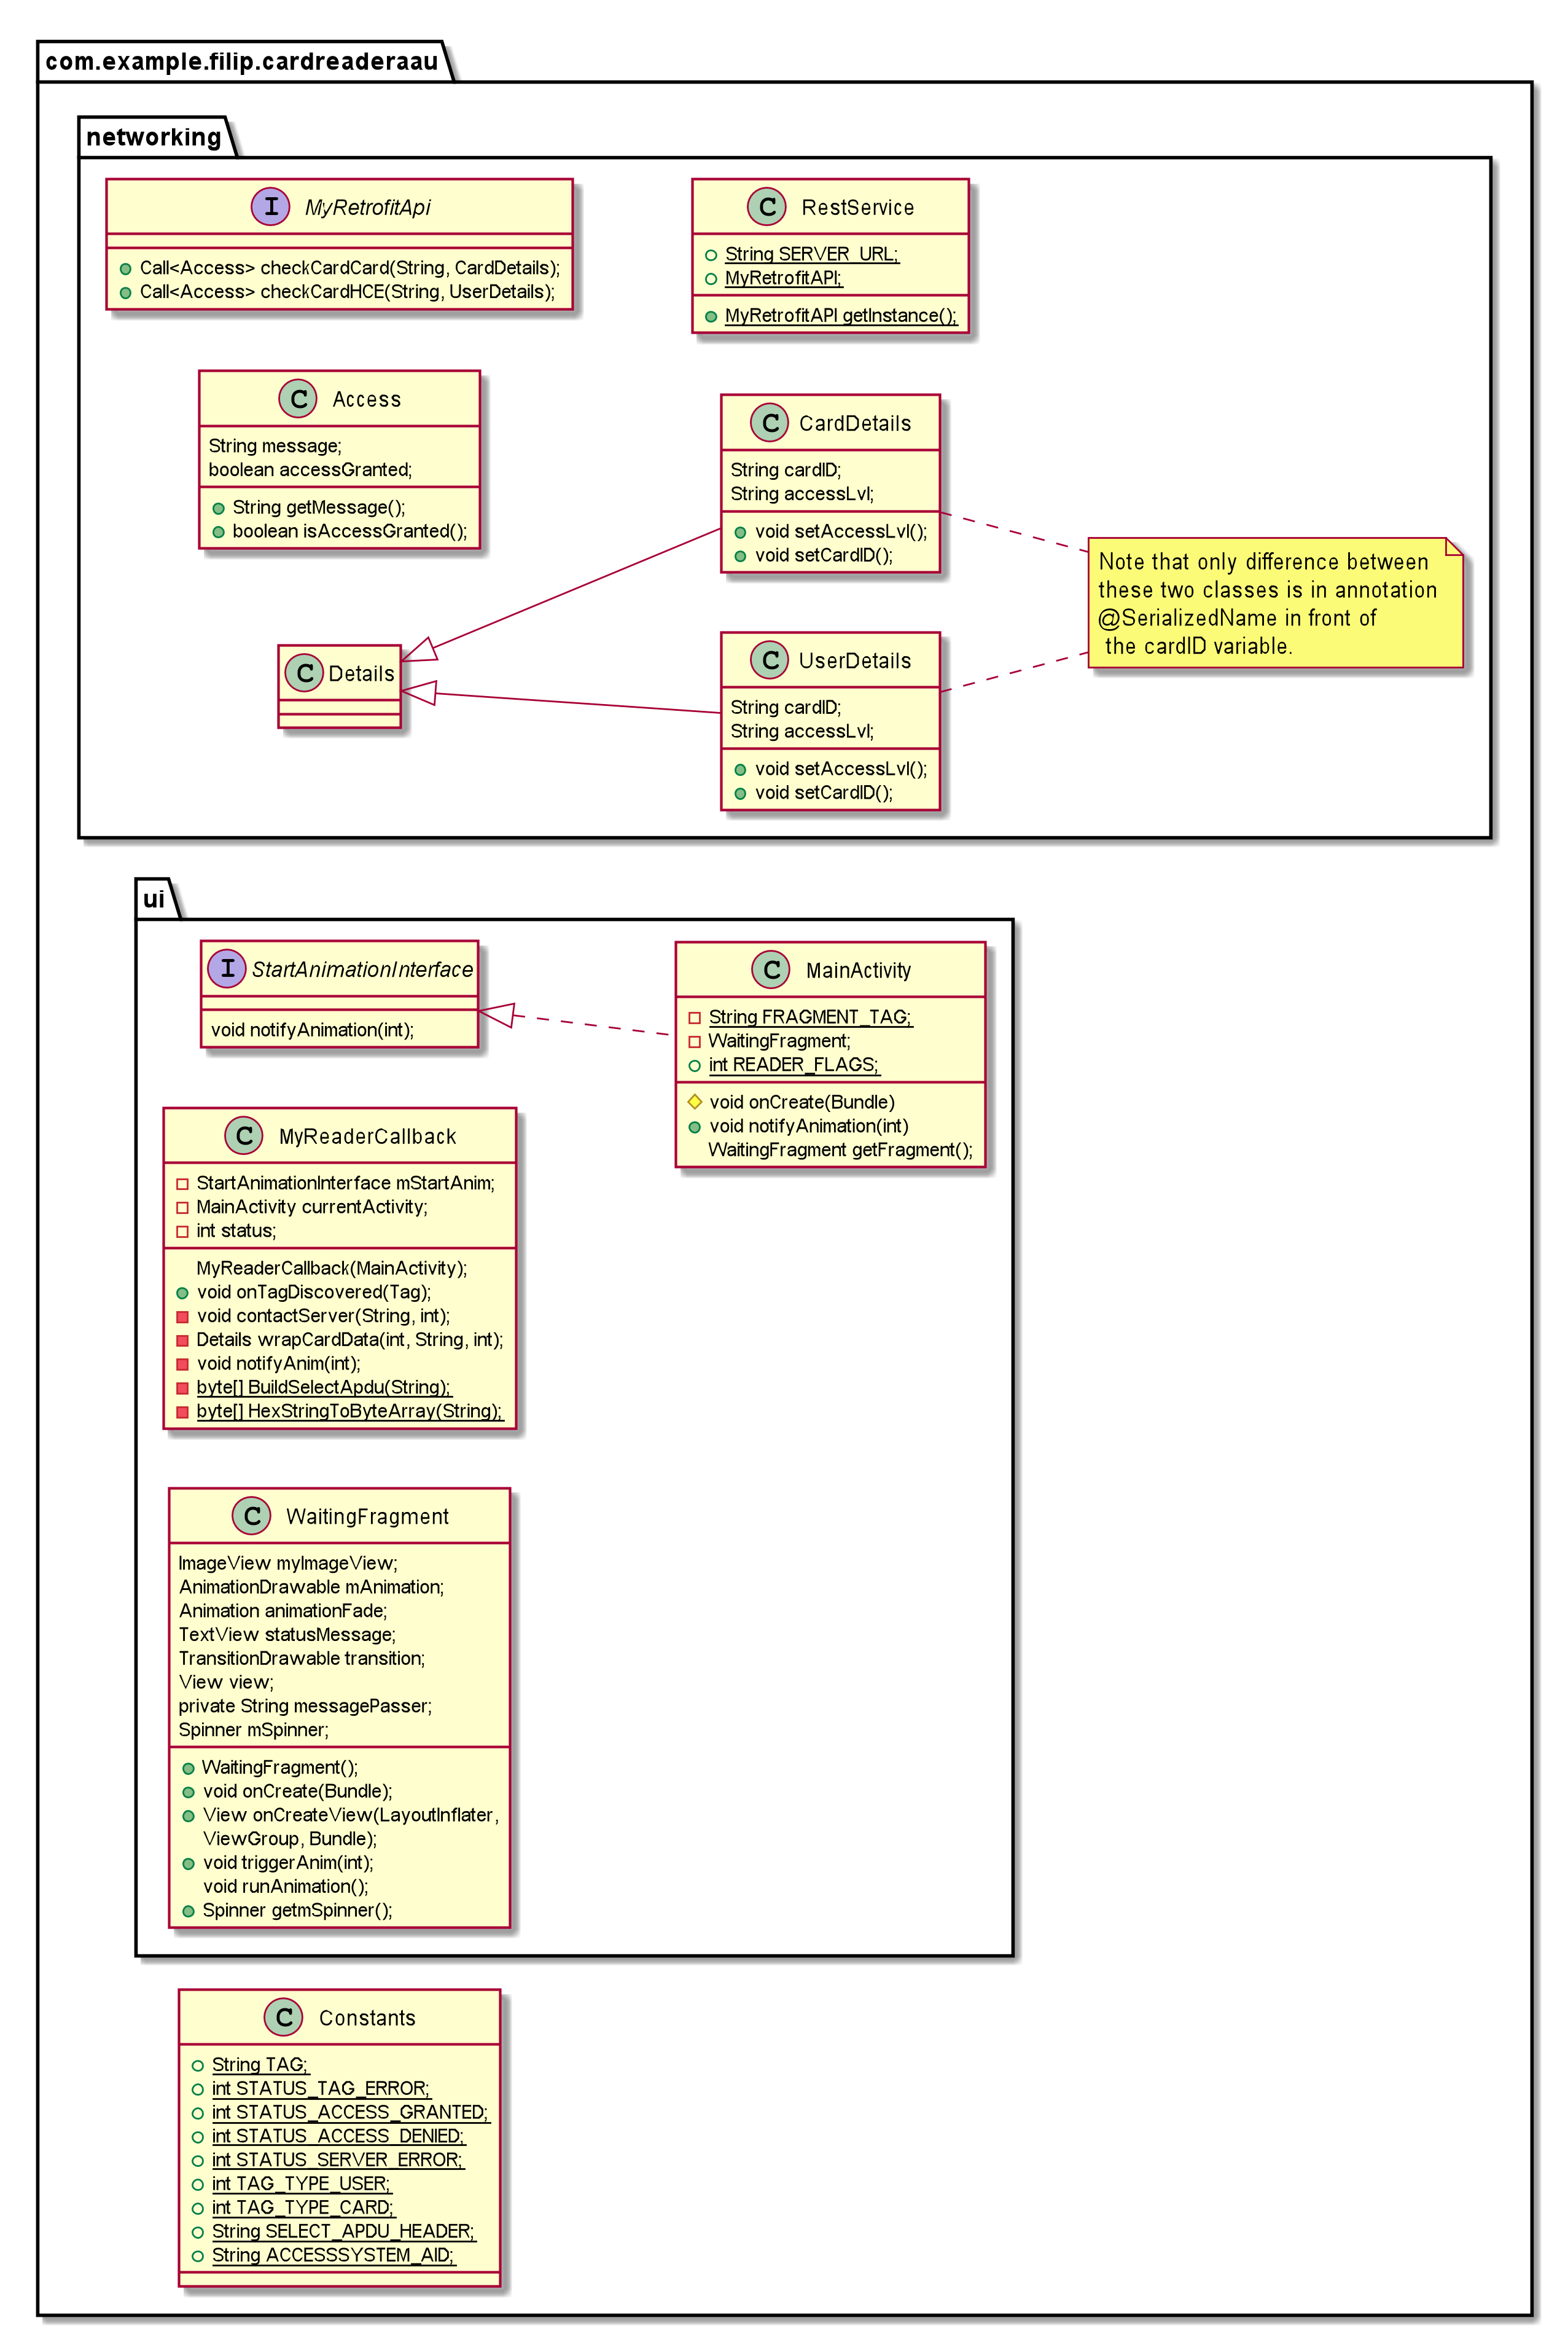 com.example.filip.cardreaderaau
networking
I MyRetrofitApi
Call<Access> checkCardCard(String, CardDetails);
Call<Access> checkCardHCE(String, UserDetails);
C RestService
String SERVER_URL;
MyRetrofitAPI;
MyRetrofitAPI getInstance();
C Access
String message;
boolean accessGranted;
String getMessage();
boolean isAccessGranted();
C CardDetails
String cardID;
String accessLvl;
void setAccessLvl();
void setCardID();
Note that only difference between
these two classes is in annotation
@SerializedName in front of
the cardID variable.
C Details
C UserDetails
String cardID;
String accessLvl;
void setAccessLvl();
void setCardID();
ui
I StartAnimationInterface
void notifyAnimation(int);
C MainActivity
String FRAGMENT_TAG;
WaitingFragment;
int READER_FLAGS;
void onCreate(Bundle)
void notifyAnimation(int)
WaitingFragment getFragment();
C MyReaderCallback
StartAnimationInterface mStartAnim;
MainActivity currentActivity;
int status;
MyReaderCallback(MainActivity);
void onTagDiscovered(Tag);
void contactServer(String, int);
Details wrapCardData(int, String, int);
void notifyAnim(int);
byte[] BuildSelectApdu(String);
byte[] HexStringToByteArray(String);
C WaitingFragment
ImageView myImageView;
AnimationDrawable mAnimation;
Animation animationFade;
TextView statusMessage;
TransitionDrawable transition;
View view;
private String messagePasser;
Spinner mSpinner;
WaitingFragment();
void onCreate(Bundle);
View onCreateView(LayoutInflater,
ViewGroup, Bundle);
void triggerAnim(int);
void runAnimation();
Spinner getmSpinner();
C Constants
String TAG;
int STATUS_TAG_ERROR;
int STATUS_ACCESS_GRANTED;
int STATUS_ACCESS_DENIED;
int STATUS_SERVER_ERROR;
int TAG_TYPE_USER;
int TAG_TYPE_CARD;
String SELECT_APDU_HEADER;
String ACCESSSYSTEM_AID;